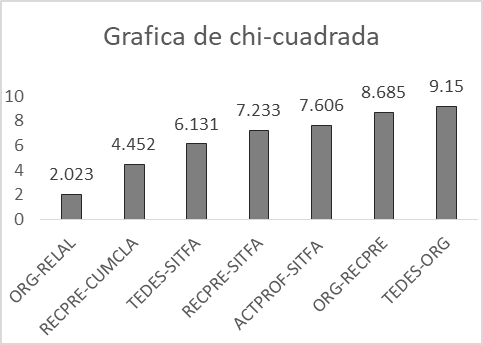 Grafica de chi-cuadrada
10
8
6
4
2
0
2.023
4.452
6.131
7.233
7.606
8.685
9.15
ORG-RELAL
RECPRE-CUMCLA
TEDES-SITFA
RECPRE-SITFA
ACTPROF-SITFA
ORG-RECPRE
TEDES-ORG